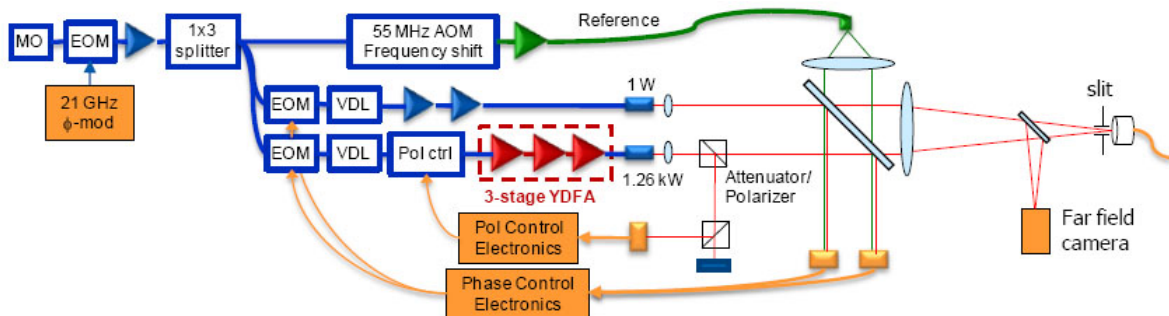 MO
EOM
1x3
splitter
55 MHz AOM
Frequency shift
Reference
21 GHz
ϕ-mod
EOM
VDL
1 W
slit
EOM
VDL
Pol ctrl
1.26 kW
3-stage YDFA
Attenuator/
Polarizer
Pol Control
Electronics
Far field
camera
Phase Control
Electronics